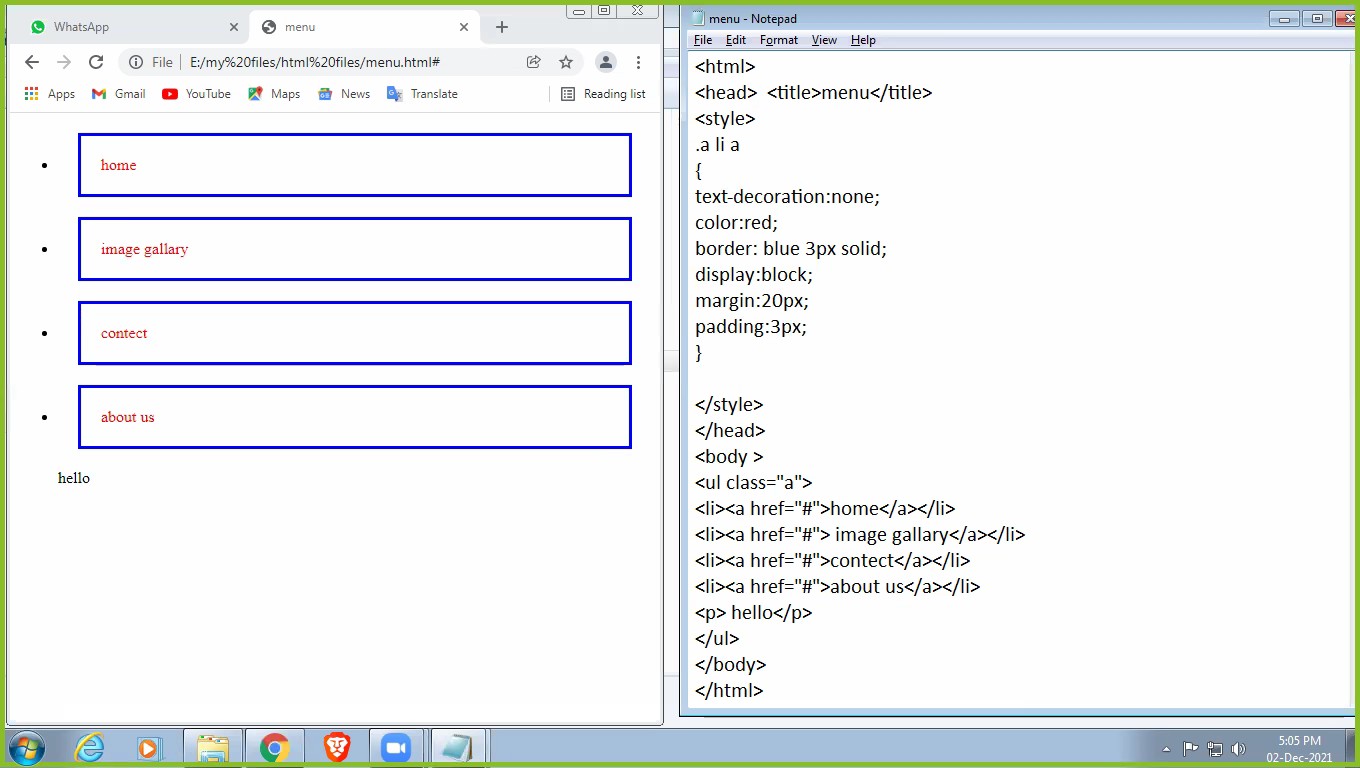 WhatsApp
menu
File
E:/my%20files/html%20files/menu.html#
Apps
Gmail
YouTube
Maps
News
Translate
Reading list
home
image gallary
contect
about us
hello
menu - Notepad
File Edit Format View Help
<html>
<head>  <title>menu</title>
<style>
.a li a
{
text-decoration:none;
color:red;
border: blue 3px solid;
display:block;
margin:20px;
padding:3px;
}
</style>
</head>
<body >
<ul class="a">
<li><a href="#">home</a></li>
<li><a href="#"> image gallary</a></li>
<li><a href="#">contect</a></li>
<li><a href="#">about us</a></li>
<p> hello</p>
</ul>
</body>
</html>
5:05 PM
02-Dec-2021